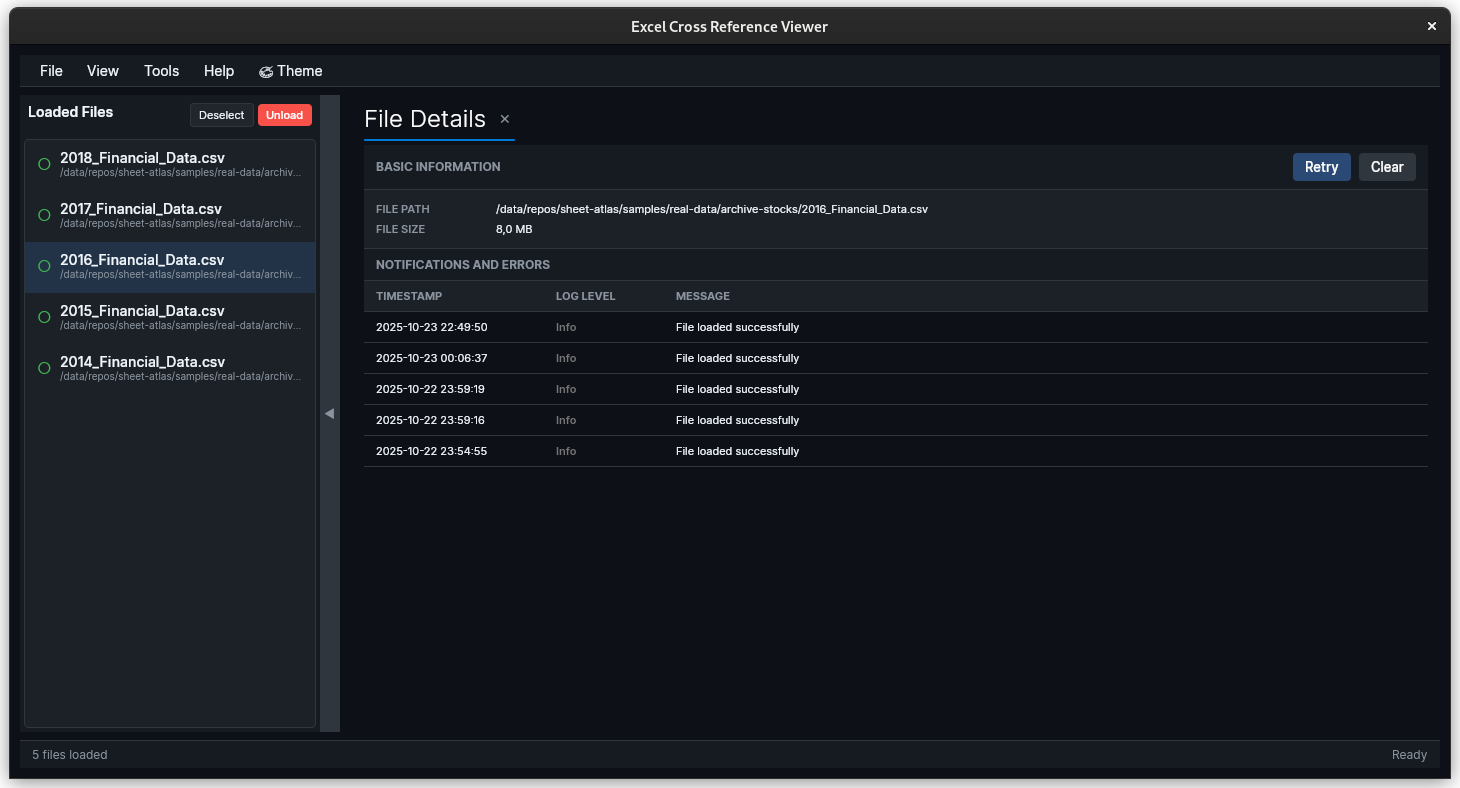 Excel Cross Reference Viewer
File View Tools Help Theme
Loaded Files Deselect Unload
2018_Financial_Data.csv
/data/repos/sheet-atlas/samples/real-data/archiv...
2017_Financial_Data.csv
/data/repos/sheet-atlas/samples/real-data/archiv...
2016_Financial_Data.csv
/data/repos/sheet-atlas/samples/real-data/archiv...
2015_Financial_Data.csv
/data/repos/sheet-atlas/samples/real-data/archiv...
2014_Financial_Data.csv
/data/repos/sheet-atlas/samples/real-data/archiv...
File Details
BASIC INFORMATION Retry Clear
FILE PATH /data/repos/sheet-atlas/samples/real-data/archive-stocks/2016_Financial_Data.csv
FILE SIZE 8,0 MB
NOTIFICATIONS AND ERRORS
TIMESTAMP LOG LEVEL MESSAGE
2025-10-23 22:49:50 Info File loaded successfully
2025-10-23 00:06:37 Info File loaded successfully
2025-10-22 23:59:19 Info File loaded successfully
2025-10-22 23:59:16 Info File loaded successfully
2025-10-22 23:54:55 Info File loaded successfully
5 files loaded Ready